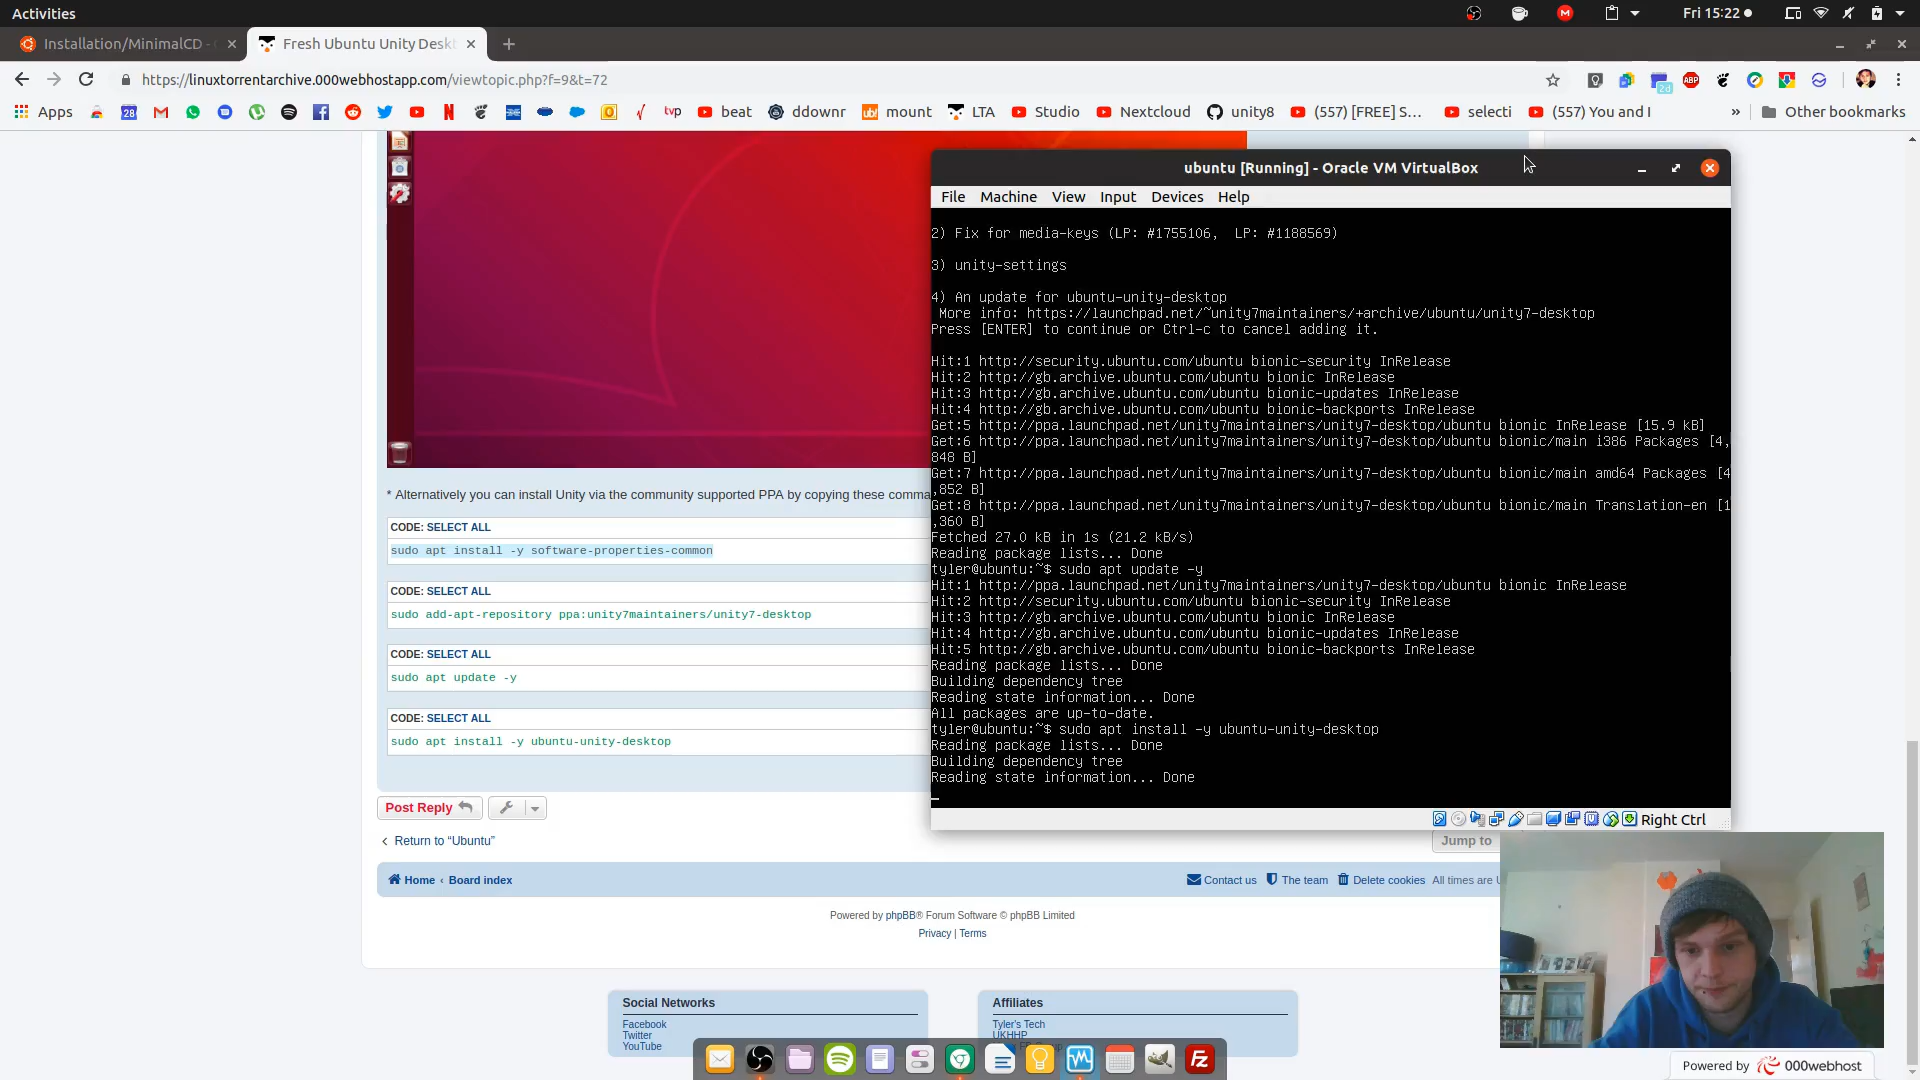 Activities
Fri 15:22
Installation/MinimalCD -
Fresh Ubuntu Unity Deskt
https://linuxtorrentarchive.000webhostapp.com/viewtopic.php?f=9&t=72
ABP
2d
Apps
28
tvp
beat
ddownr
mount
LTA
Studio
Nextcloud
unity8
(557) [FREE] S...
selecti
(557) You and I
»
Other bookmarks
ubuntu [Running] - Oracle VM VirtualBox
File Machine View Input Devices Help
2) Fix for media-keys (LP: #1755106, LP: #1188569)
3) unity-settings
4) An update for ubuntu-unity-desktop
More info: https://launchpad.net/~unity7maintainers/+archive/ubuntu/unity7-desktop
Press [ENTER] to continue or Ctrl-c to cancel adding it.
Hit:1 http://security.ubuntu.com/ubuntu bionic-security InRelease
Hit:2 http://gb.archive.ubuntu.com/ubuntu bionic InRelease
Hit:3 http://gb.archive.ubuntu.com/ubuntu bionic-updates InRelease
Hit:4 http://gb.archive.ubuntu.com/ubuntu bionic-backports InRelease
Get:5 http://ppa.launchpad.net/unity7maintainers/unity7-desktop/ubuntu bionic InRelease [15.9 kB]
Get:6 http://ppa.launchpad.net/unity7maintainers/unity7-desktop/ubuntu bionic/main i386 Packages [4,
848 B]
Get:7 http://ppa.launchpad.net/unity7maintainers/unity7-desktop/ubuntu bionic/main amd64 Packages [4
,852 B]
Get:8 http://ppa.launchpad.net/unity7maintainers/unity7-desktop/ubuntu bionic/main Translation-en [1
,360 B]
Fetched 27.0 kB in 1s (21.2 kB/s)
Reading package lists... Done
tyler@ubuntu:~$ sudo apt update -y
Hit:1 http://ppa.launchpad.net/unity7maintainers/unity7-desktop/ubuntu bionic InRelease
Hit:2 http://security.ubuntu.com/ubuntu bionic-security InRelease
Hit:3 http://gb.archive.ubuntu.com/ubuntu bionic InRelease
Hit:4 http://gb.archive.ubuntu.com/ubuntu bionic-updates InRelease
Hit:5 http://gb.archive.ubuntu.com/ubuntu bionic-backports InRelease
Reading package lists... Done
Building dependency tree
Reading state information... Done
All packages are up-to-date.
tyler@ubuntu:~$ sudo apt install -y ubuntu-unity-desktop
Reading package lists... Done
Building dependency tree
Reading state information... Done
Right Ctrl
* Alternatively you can install Unity via the community supported PPA by copying these comma
CODE: SELECT ALL
sudo apt install -y software-properties-common
CODE: SELECT ALL
sudo add-apt-repository ppa:unity7maintainers/unity7-desktop
CODE: SELECT ALL
sudo apt update -y
CODE: SELECT ALL
sudo apt install -y ubuntu-unity-desktop
Post Reply
Return to “Ubuntu”
Jump to
Home ‹ Board index
Contact us
The team
Delete cookies
All times are U
Powered by phpBB® Forum Software © phpBB Limited
Privacy | Terms
Social Networks
Facebook
Twitter
YouTube
Affiliates
Tyler's Tech
UKHHP
Powered by 000webhost